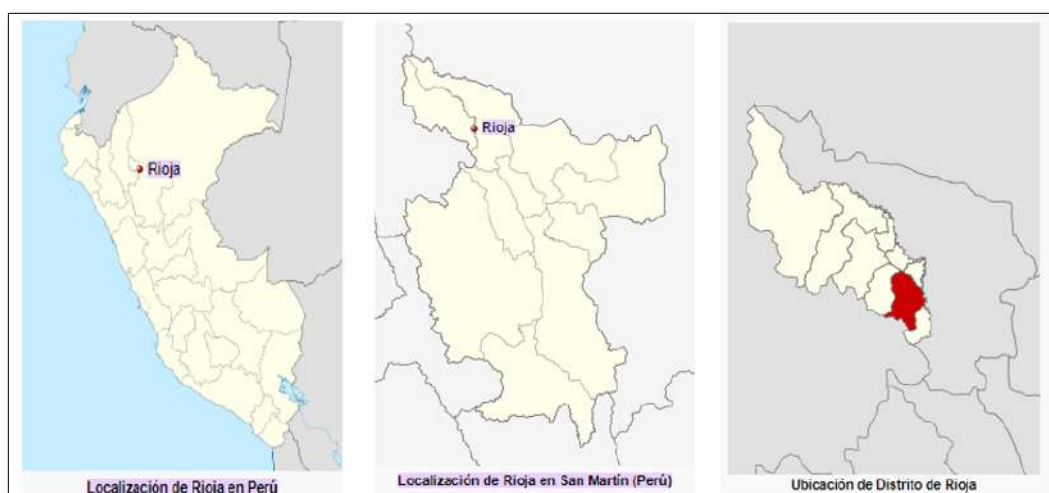 Rioja
Rioja
Localización de Rioja en Perú
Localización de Rioja en San Martín (Perú)
Ubicación de Distrito de Rioja